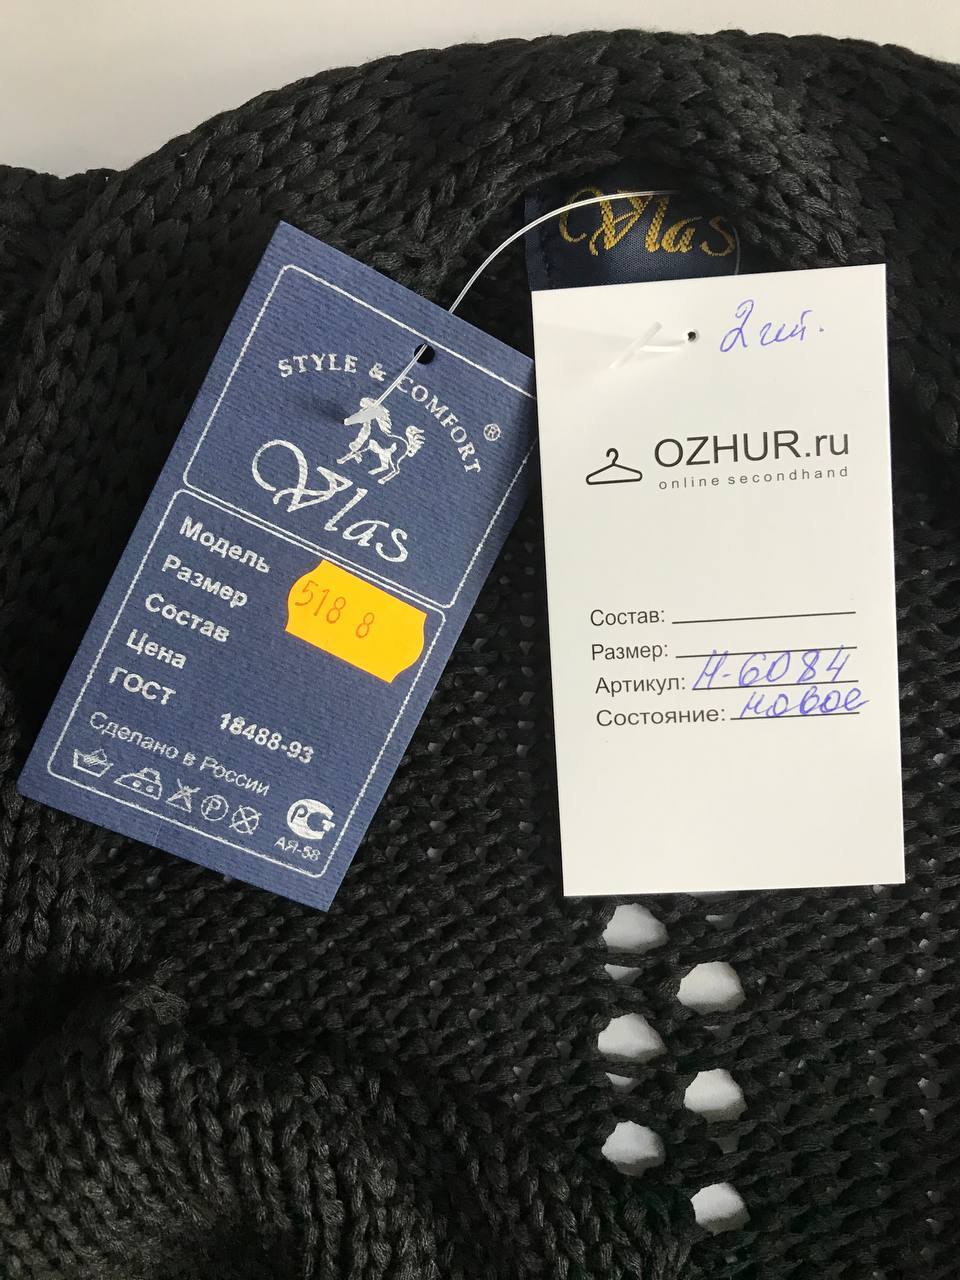 Vlas
STYLE & COMFORT ®
Vlas
Модель
Размер
Состав
Цена
ГОСТ 18488-93
518 8
Сделано в России
АЯ-58
2 шт.
OZHUR.ru
online secondhand
Состав:
Размер:
Артикул: Н-6084
Состояние: новое